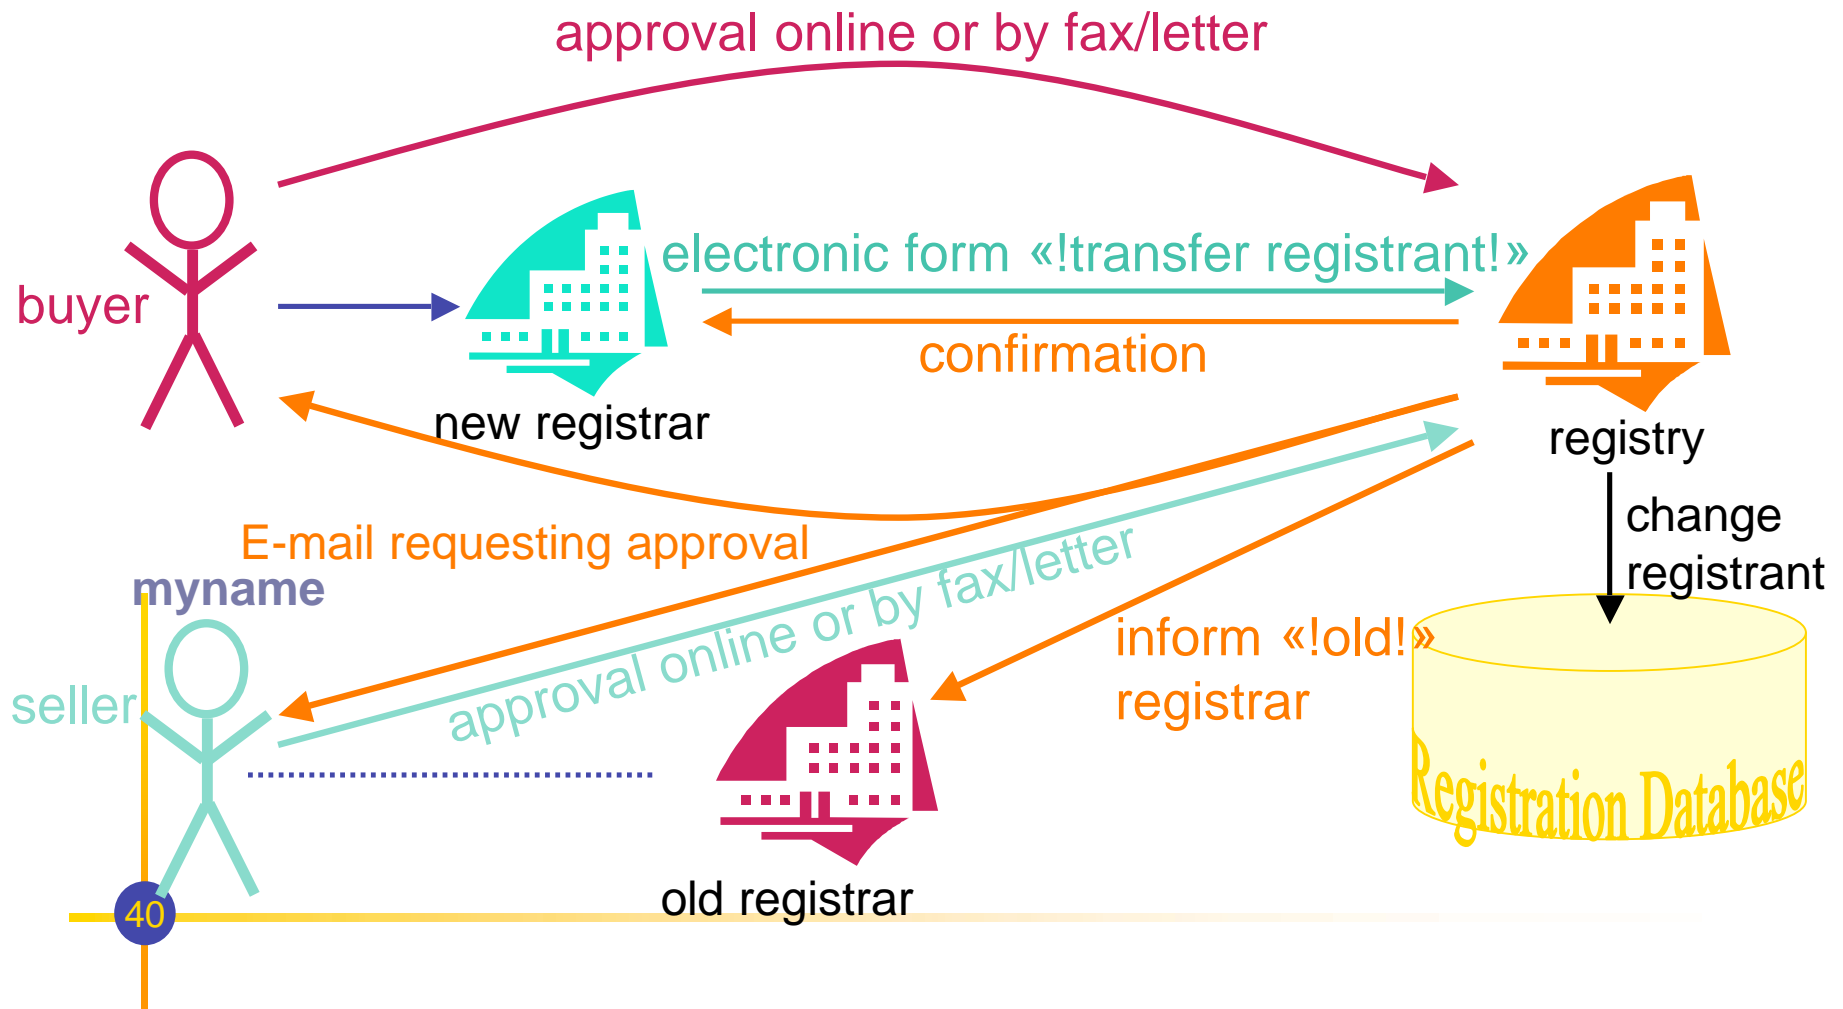 approval online or by fax/letter
electronic form «!transfer registrant!»
buyer
confirmation
new registrar
registry
change
registrant
E-mail requesting approval
myname
approval online or by fax/letter
inform «!old!»
registrar
seller
Registration Database
old registrar
40